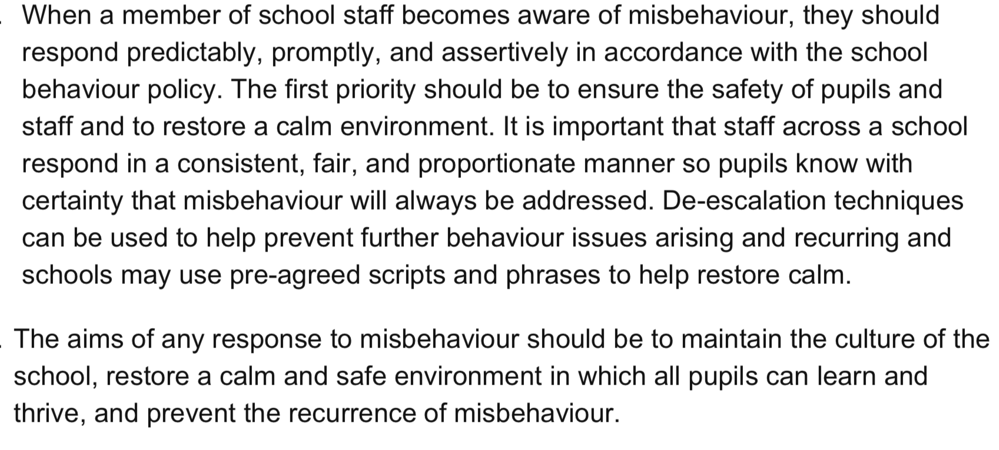 . When a member of school staff becomes aware of misbehaviour, they should
respond predictably, promptly, and assertively in accordance with the school
behaviour policy. The first priority should be to ensure the safety of pupils and
staff and to restore a calm environment. It is important that staff across a school
respond in a consistent, fair, and proportionate manner so pupils know with
certainty that misbehaviour will always be addressed. De-escalation techniques
can be used to help prevent further behaviour issues arising and recurring and
schools may use pre-agreed scripts and phrases to help restore calm.
. The aims of any response to misbehaviour should be to maintain the culture of the
school, restore a calm and safe environment in which all pupils can learn and
thrive, and prevent the recurrence of misbehaviour.